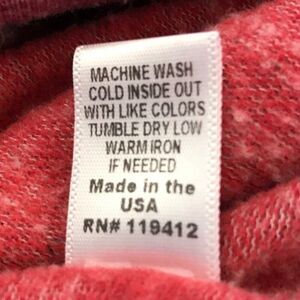 MACHINE WASH
COLD INSIDE OUT
WITH LIKE COLORS
TUMBLE DRY LOW
WARM IRON
IF NEEDED
Made in the
USA
RN# 119412